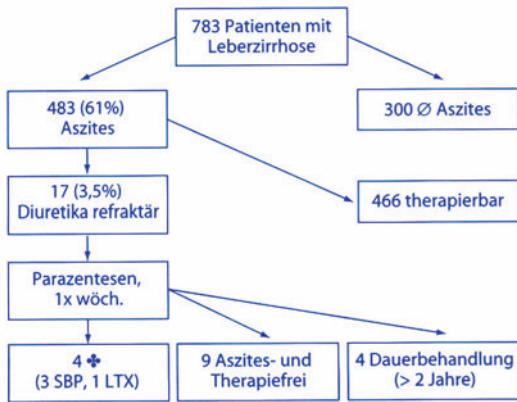 783 Patienten mit
Leberzirrhose
483 (61%)
Aszites
300 Ø Aszites
17 (3,5%)
Diuretika refraktär
466 therapierbar
Parazentesen,
1x wöch.
4 ✤
(3 SBP, 1 LTX)
9 Aszites- und
Therapiefrei
4 Dauerbehandlung
(> 2 Jahre)